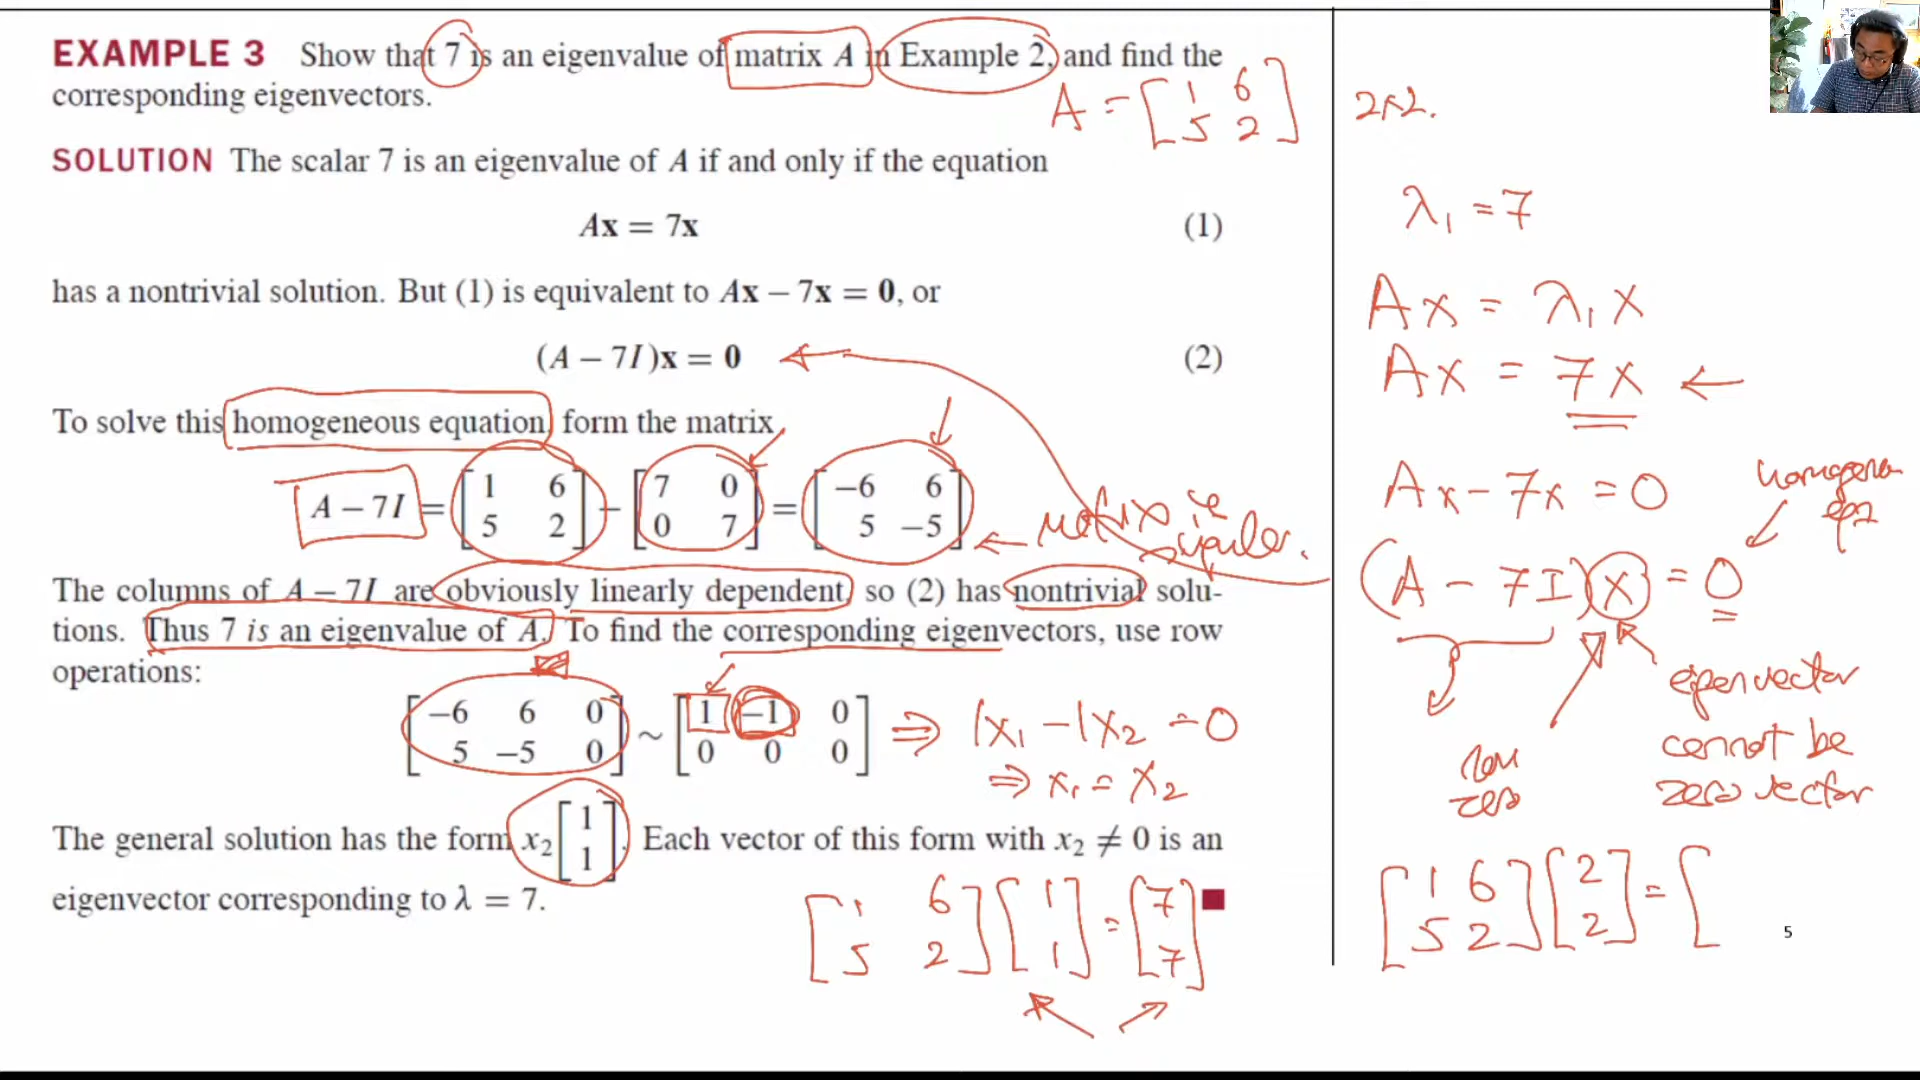 EXAMPLE 3 Show that 7 is an eigenvalue of matrix A in Example 2, and find the
corresponding eigenvectors.
A = [1 6
5 2]
SOLUTION The scalar 7 is an eigenvalue of A if and only if the equation
Ax = 7x (1)
has a nontrivial solution. But (1) is equivalent to Ax − 7x = 0, or
(A − 7I)x = 0 (2)
To solve this homogeneous equation, form the matrix
A − 7I = [1 6
5 2] − [7 0
0 7] = [−6 6
5 −5]
← matrix is
The columns of A − 7I are obviously linearly dependent, so (2) has nontrivial solu-
tions. Thus 7 is an eigenvalue of A. To find the corresponding eigenvectors, use row
operations:
[−6 6 0
5 −5 0] ~ [1 −1 0
0 0 0]
⇒ 1x₁ − 1x₂ = 0
⇒ x₁ = x₂
The general solution has the form x₂ [1
1]. Each vector of this form with x₂ ≠ 0 is an
eigenvector corresponding to λ = 7.
[1 6
5 2] [1
1] = [7
7]
2×2.
λ₁ = 7
Ax = λ₁x
Ax = 7x ←
Ax − 7x = 0
(A − 7I)x = 0
eigenvector
cannot be
zero vector
non
zero
[1 6
5 2] [2
2] = [
5